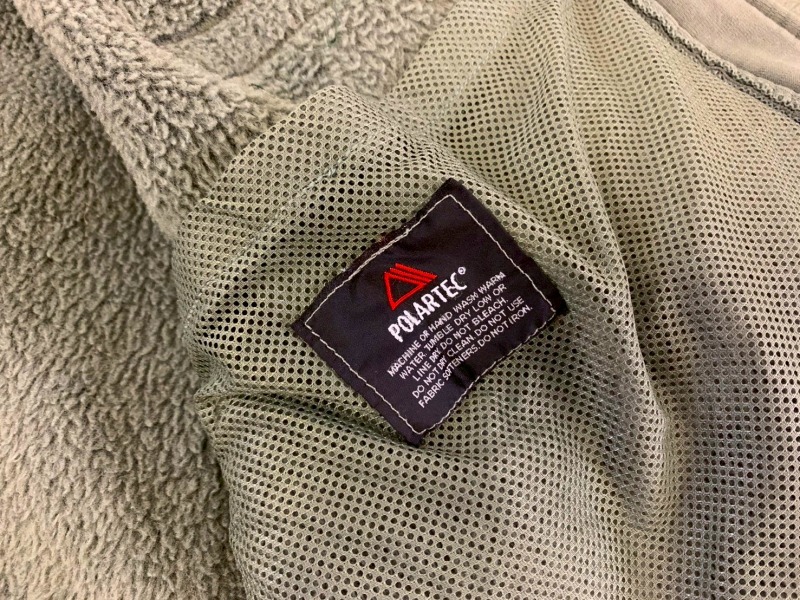 POLARTEC®
MACHINE OR HAND WASH WARM
WATER. TUMBLE DRY LOW OR
LINE DRY. DO NOT BLEACH.
DO NOT DRY CLEAN. DO NOT USE
FABRIC SOFTENERS. DO NOT IRON.